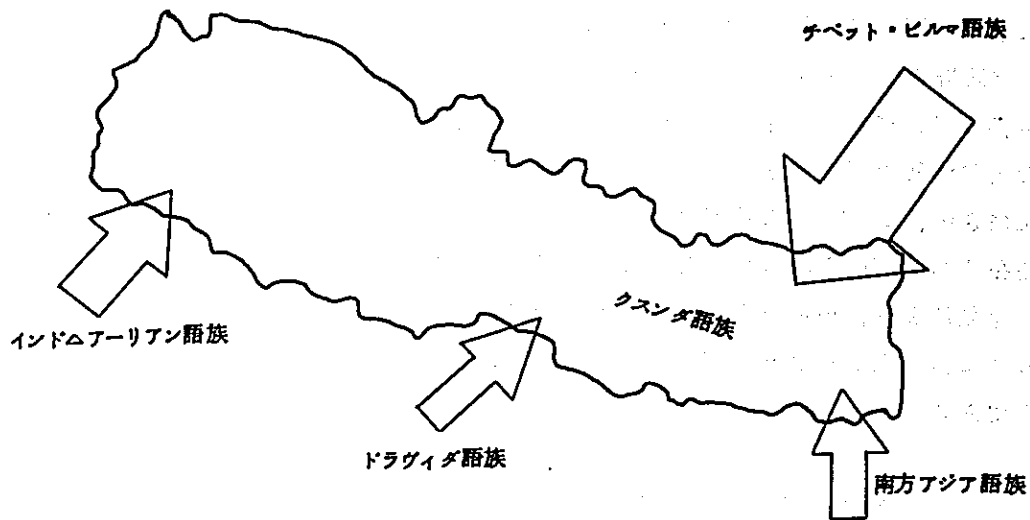 チベット・ビルマ語族
クスンダ語族
インド△アーリアン語族
ドラヴィダ語族
南方アジア語族